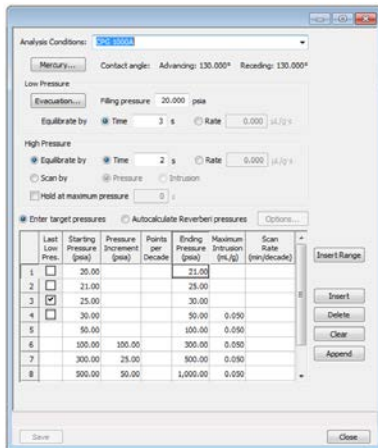 Analysis Conditions: CPG 1000A
Mercury... Contact angle: Advancing: 130.000° Receding: 130.000°
Low Pressure
Evacuation... Filling pressure 20.000 psia
Equilibrate by Time 3 s Rate 0.000 µL/g·s
High Pressure
Equilibrate by Time 2 s Rate 0.000 µL/g·s
Scan by Pressure Intrusion
Hold at maximum pressure 0 s
Enter target pressures Autocalculate Reverberi pressures Options...
Last Low Pres. Starting Pressure (psia) Pressure Increment (psia) Points per Decade Ending Pressure (psia) Maximum Intrusion (mL/g) Scan Rate (min/decade)
1 20.00 21.00
2 21.00 25.00
3 25.00 30.00
4 30.00 50.00 0.050
5 50.00 100.00 0.050
6 100.00 100.00 300.00 0.050
7 300.00 25.00 500.00 0.050
8 500.00 50.00 1,000.00 0.050
Insert Range
Insert
Delete
Clear
Append
Save Close